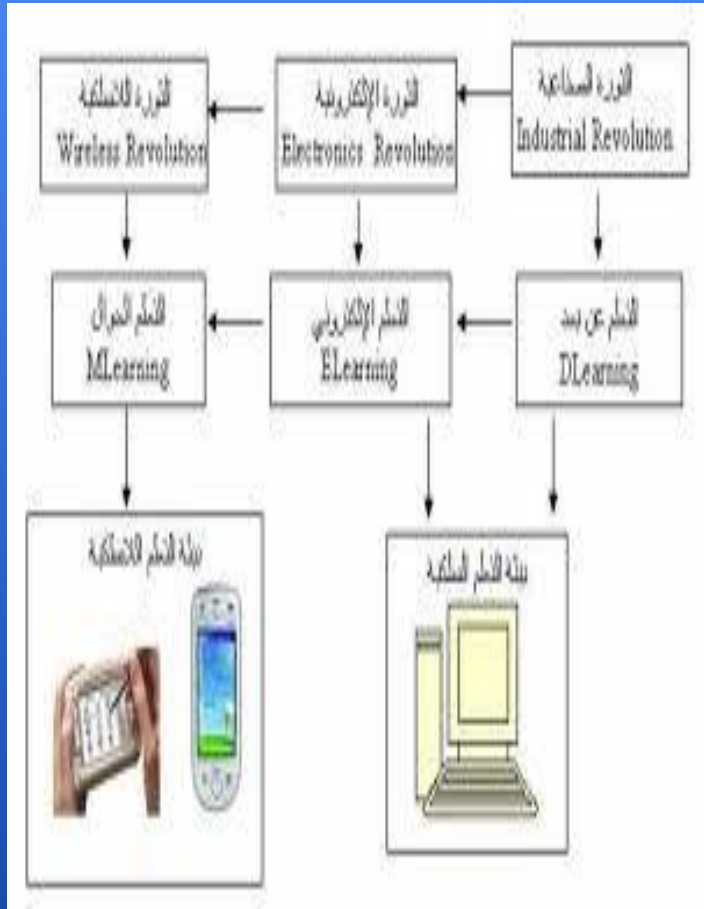 الثورة الصناعية
Industrial Revolution
الثورة الإلكترونية
Electronics Revolution
الثورة اللاسلكية
Wireless Revolution
التعلم عن بعد
DLearning
التعلم الإلكتروني
ELearning
التعلم الجوال
MLearning
بيئة التعلم السلكية
بيئة التعلم اللاسلكية